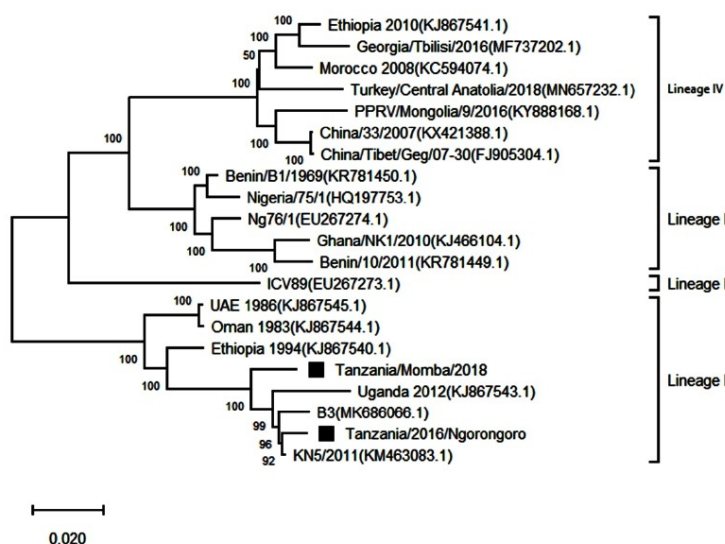 100
Ethiopia 2010(KJ867541.1)
100
Georgia/Tbilisi/2016(MF737202.1)
50
Morocco 2008(KC594074.1)
100
Turkey/Central Anatolia/2018(MN657232.1)
Lineage IV
PPRV/Mongolia/9/2016(KY888168.1)
100
China/33/2007(KX421388.1)
100
100
China/Tibet/Geg/07-30(FJ905304.1)
100
Benin/B1/1969(KR781450.1)
Nigeria/75/1(HQ197753.1)
100
Ng76/1(EU267274.1)
Lineage I
100
Ghana/NK1/2010(KJ466104.1)
100
Benin/10/2011(KR781449.1)
ICV89(EU267273.1)
Lineage I
100
UAE 1986(KJ867545.1)
Oman 1983(KJ867544.1)
100
Ethiopia 1994(KJ867540.1)
100
Tanzania/Momba/2018
Lineage I
100
Uganda 2012(KJ867543.1)
99
B3(MK686066.1)
96
Tanzania/2016/Ngorongoro
92
KN5/2011(KM463083.1)
0.020